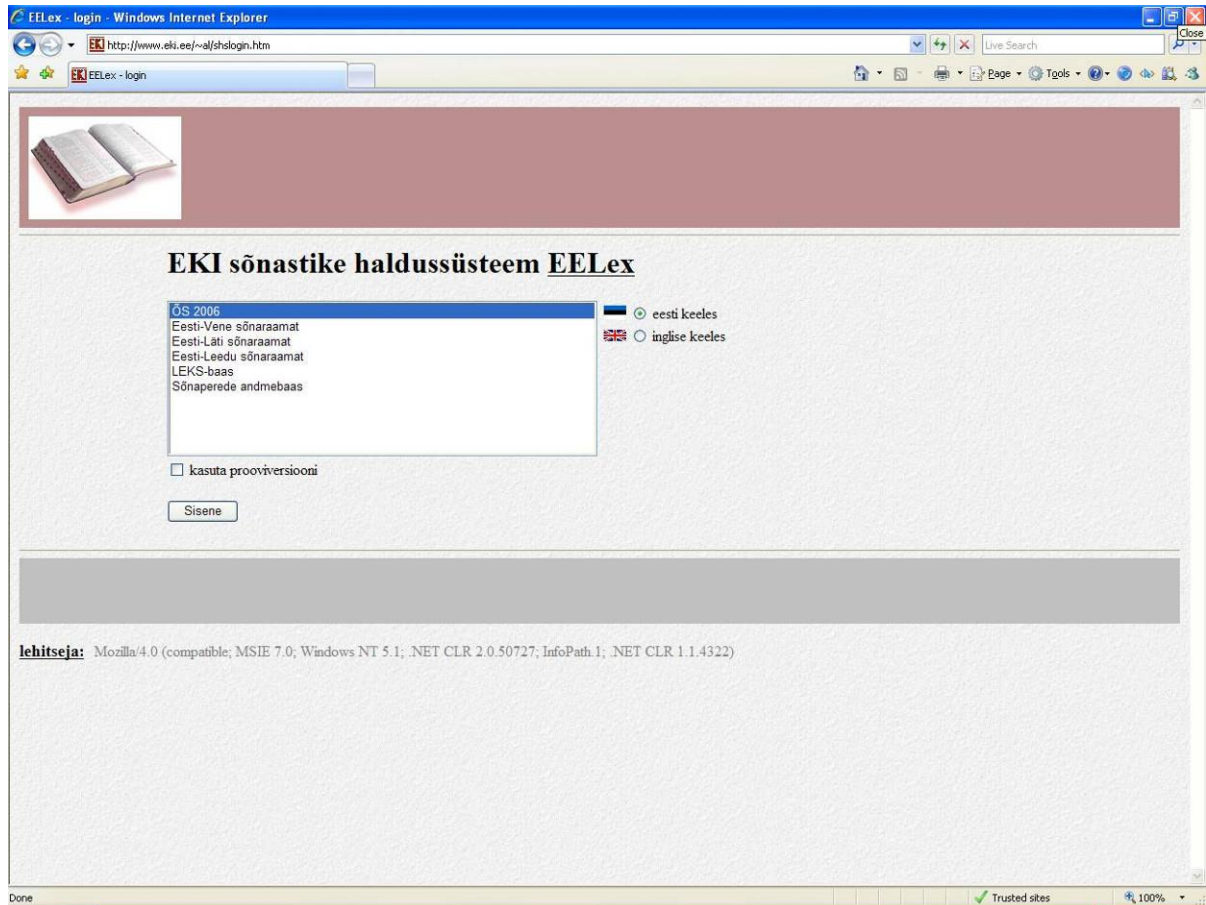 EELex - login - Windows Internet Explorer
Close
EK http://www.eki.ee/~al/shslogin.htm
Live Search
EK EELex - login
Page Tools
EKI sõnastike haldussüsteem EELex
ÕS 2006
Eesti-Vene sõnaraamat
Eesti-Läti sõnaraamat
Eesti-Leedu sõnaraamat
LEKS-baas
Sõnaperede andmebaas
eesti keeles
inglise keeles
kasuta prooviversiooni
Sisene
lehitseja: Mozilla/4.0 (compatible; MSIE 7.0; Windows NT 5.1; .NET CLR 2.0.50727; InfoPath.1; .NET CLR 1.1.4322)
Done
Trusted sites
100%